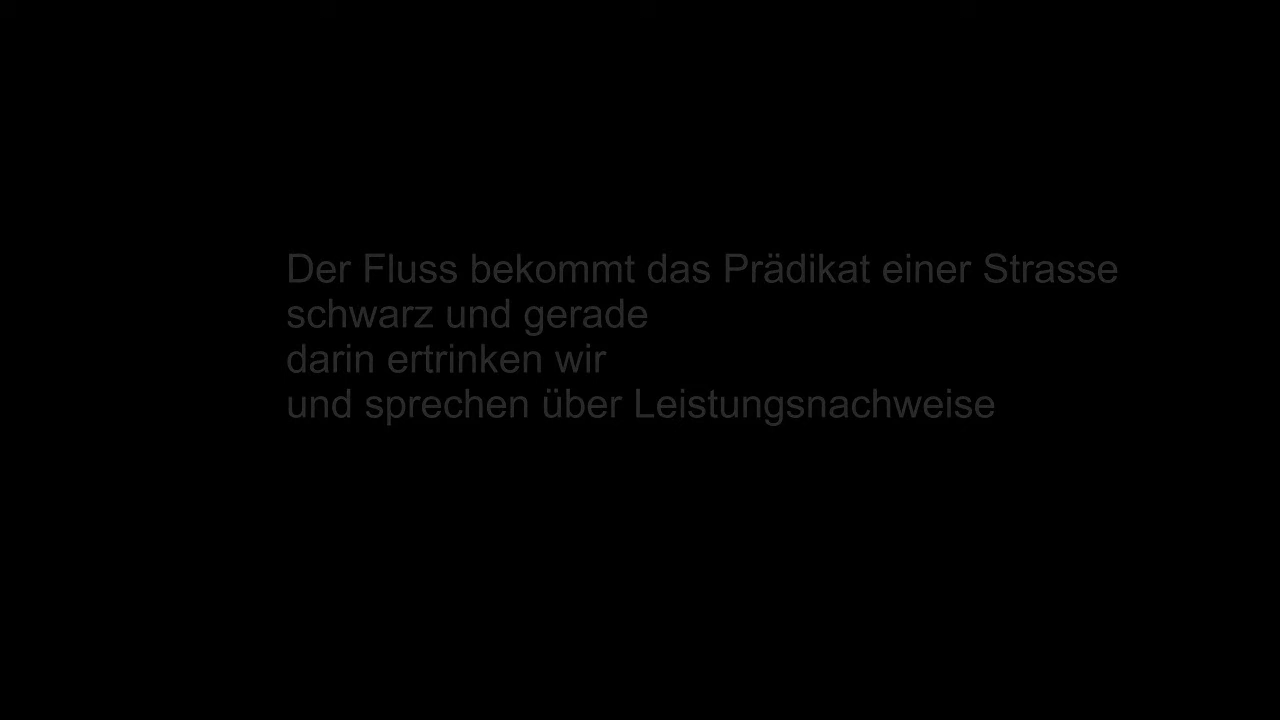 Der Fluss bekommt das Prädikat einer Strasse
schwarz und gerade
darin ertrinken wir
und sprechen über Leistungsnachweise